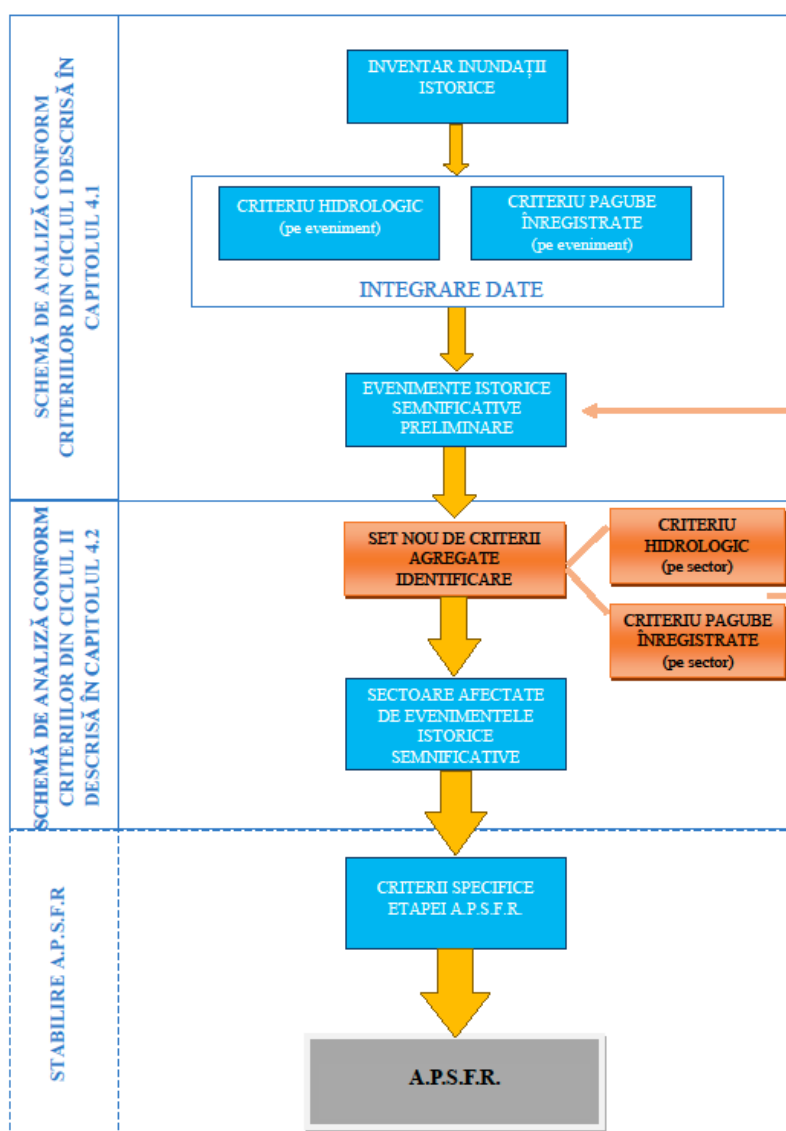 SCHEMĂ DE ANALIZĂ CONFORM
CRITERIILOR DIN CICLUL I DESCRISĂ ÎN
CAPITOLUL 4.1
INVENTAR INUNDAȚII
ISTORICE
CRITERIU HIDROLOGIC
(pe eveniment)
CRITERIU PAGUBE
ÎNREGISTRATE
(pe eveniment)
INTEGRARE DATE
EVENIMENTE ISTORICE
SEMNIFICATIVE
PRELIMINARE
SCHEMĂ DE ANALIZĂ CONFORM
CRITERIILOR DIN CICLUL II
DESCRISĂ ÎN CAPITOLUL 4.2
SET NOU DE CRITERII
AGREGATE
IDENTIFICARE
CRITERIU
HIDROLOGIC
(pe sector)
CRITERIU PAGUBE
ÎNREGISTRATE
(pe sector)
SECTOARE AFECTATE
DE EVENIMENTELE
ISTORICE
SEMNIFICATIVE
STABILIRE A.P.S.F.R
CRITERII SPECIFICE
ETAPEI A.P.S.F.R.
A.P.S.F.R.